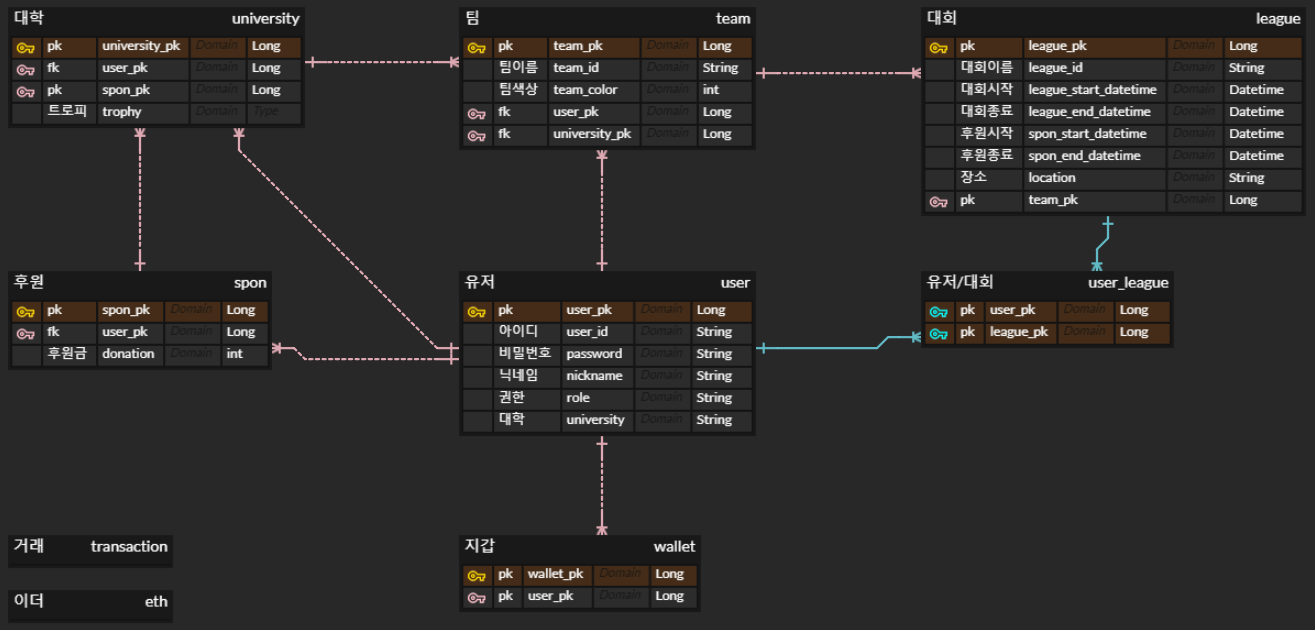 대학 university
pk university_pk Domain Long
fk user_pk Domain Long
pk spon_pk Domain Long
트로피 trophy Domain Type
팀 team
pk team_pk Domain Long
팀이름 team_id Domain String
팀색상 team_color Domain int
fk user_pk Domain Long
fk university_pk Domain Long
대회 league
pk league_pk Domain Long
대회이름 league_id Domain String
대회시작 league_start_datetime Domain Datetime
대회종료 league_end_datetime Domain Datetime
후원시작 spon_start_datetime Domain Datetime
후원종료 spon_end_datetime Domain Datetime
장소 location Domain String
pk team_pk Domain Long
후원 spon
pk spon_pk Domain Long
fk user_pk Domain Long
후원금 donation Domain int
유저 user
pk user_pk Domain Long
아이디 user_id Domain String
비밀번호 password Domain String
닉네임 nickname Domain String
권한 role Domain String
대학 university Domain String
유저/대회 user_league
pk user_pk Domain Long
pk league_pk Domain Long
거래 transaction
이더 eth
지갑 wallet
pk wallet_pk Domain Long
pk user_pk Domain Long